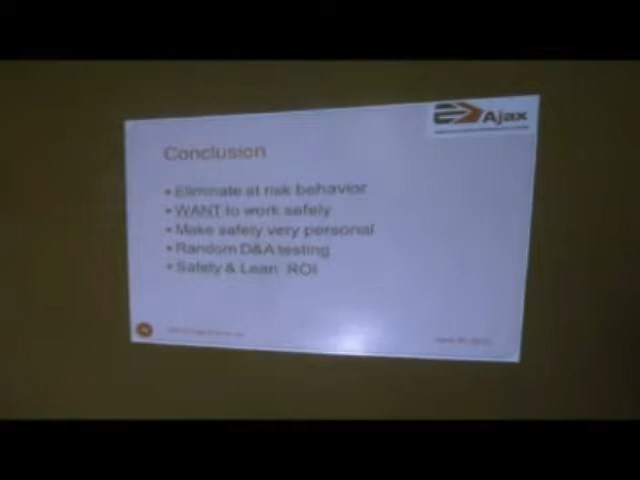 Ajax
Conclusion
• Eliminate at risk behavior
• WANT to work safely
• Make safety very personal
• Random D&A testing
• Safety & Lean ROI